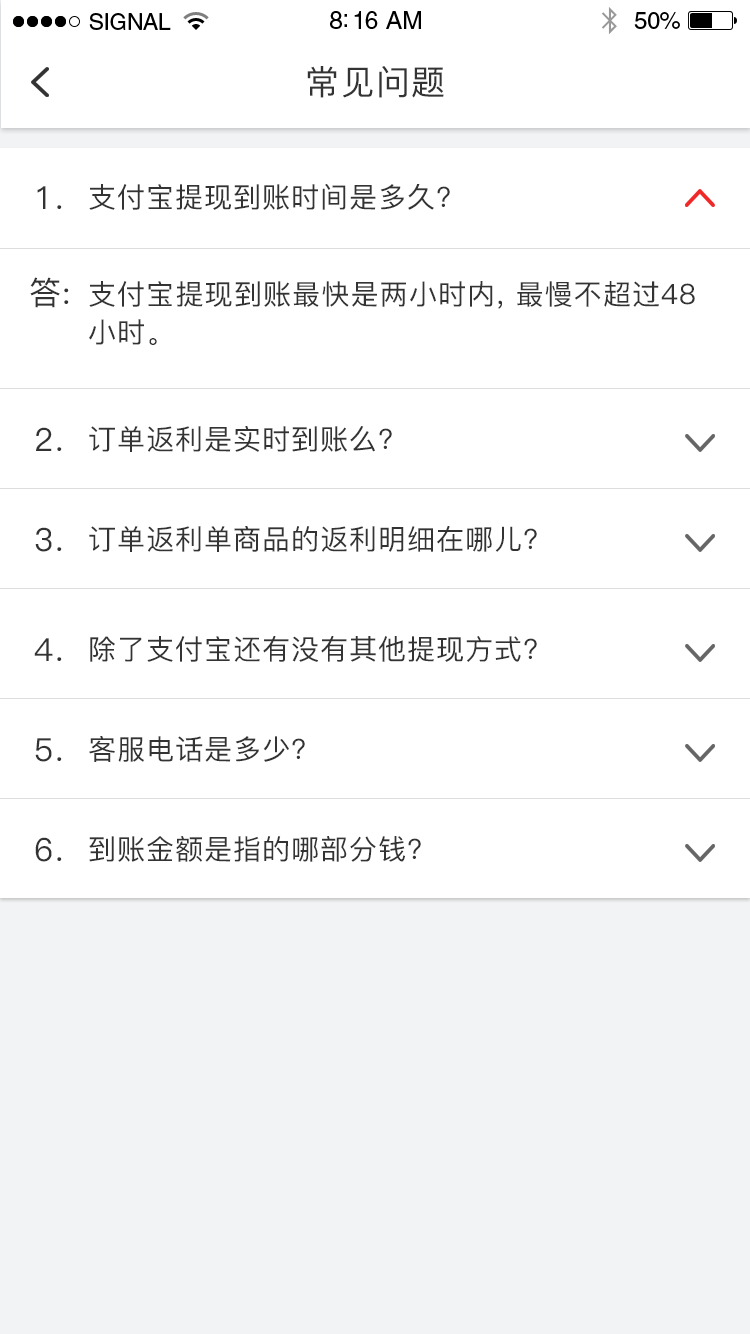 SIGNAL 8:16 AM 50%
常见问题
1. 支付宝提现到账时间是多久?
答: 支付宝提现到账最快是两小时内, 最慢不超过48
小时。
2. 订单返利是实时到账么?
3. 订单返利单商品的返利明细在哪儿?
4. 除了支付宝还有没有其他提现方式?
5. 客服电话是多少?
6. 到账金额是指的哪部分钱?